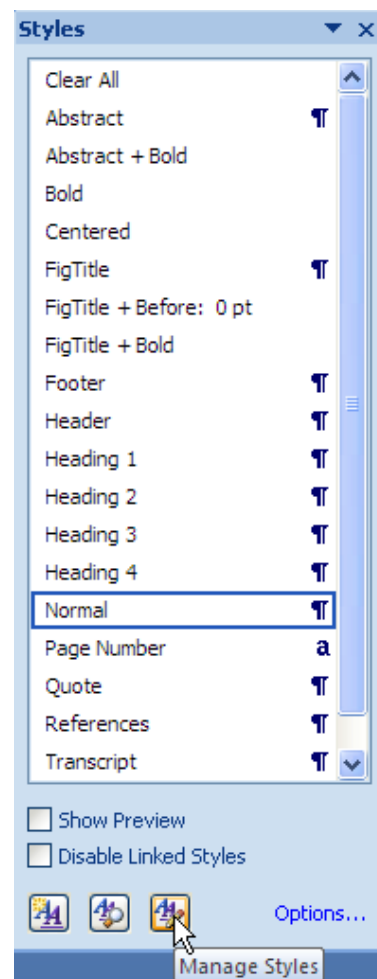 Styles
Clear All
Abstract ¶
Abstract + Bold
Bold
Centered
FigTitle ¶
FigTitle + Before: 0 pt
FigTitle + Bold
Footer ¶
Header ¶
Heading 1 ¶
Heading 2 ¶
Heading 3 ¶
Heading 4 ¶
Normal ¶
Page Number a
Quote ¶
References ¶
Transcript ¶
Show Preview
Disable Linked Styles
Options...
Manage Styles